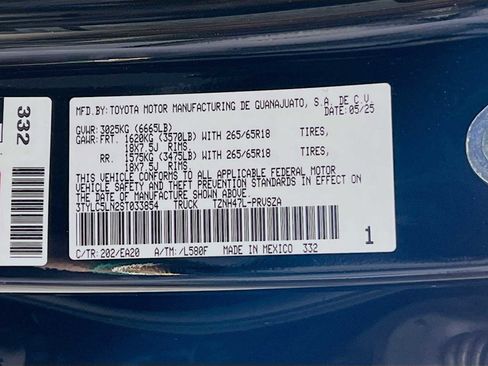 MFD.BY:TOYOTA MOTOR MANUFACTURING DE GUANAJUATO, S.A. DE C.V.
05/25
GVWR:3025KG (6665LB)
GAWR:FRT. 1620KG (3570LB) WITH 265/65R18 TIRES,
18X7.5J RIMS
RR. 1575KG (3475LB) WITH 265/65R18 TIRES,
18X7.5J RIMS
THIS VEHICLE CONFORMS TO ALL APPLICABLE FEDERAL MOTOR
VEHICLE SAFETY AND THEFT PREVENTION STANDARDS IN EFFECT ON
THE DATE OF MANUFACTURE SHOWN ABOVE.
3TYLC5LN2ST033854 TRUCK TZNH47L-PRVSZA
C/TR:202/EA20 A/TM:/L580F MADE IN MEXICO 332
1
332